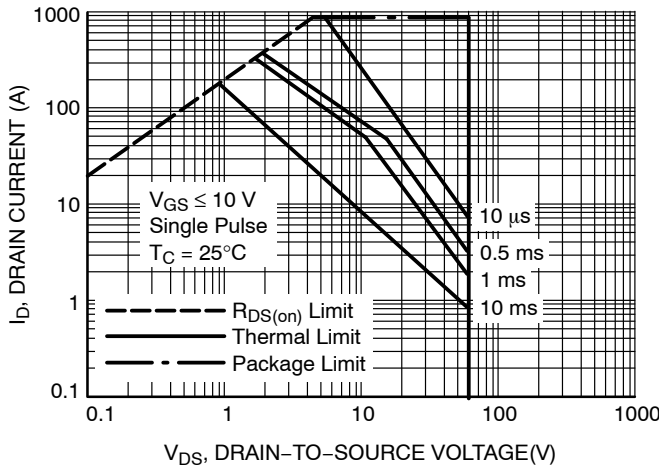 1000
100
10
1
0.1
I_D, DRAIN CURRENT (A)
V_GS ≤ 10 V
Single Pulse
T_C = 25°C
10 μs
0.5 ms
1 ms
10 ms
R_DS(on) Limit
Thermal Limit
Package Limit
0.1 1 10 100 1000
V_DS, DRAIN−TO−SOURCE VOLTAGE(V)